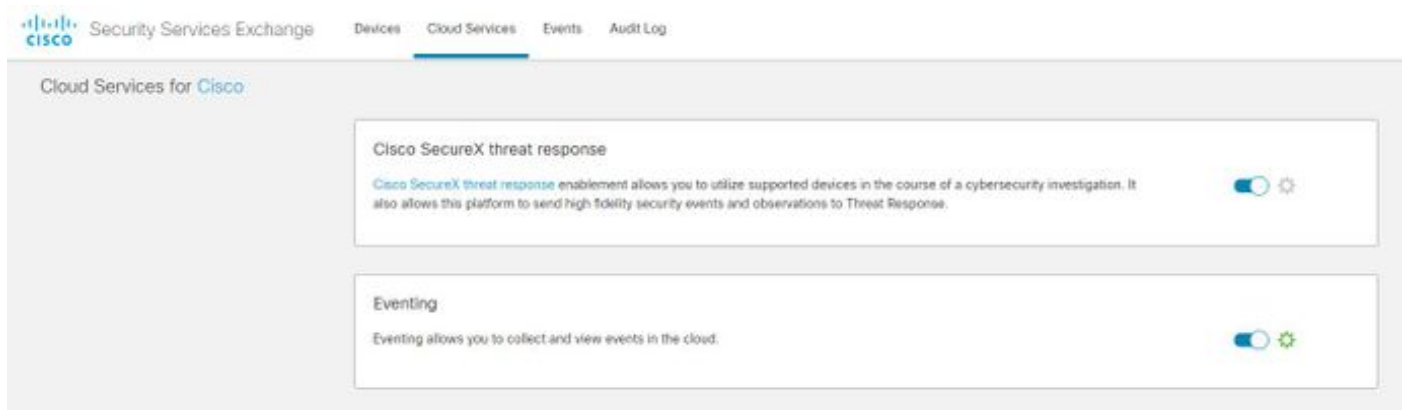 CISCO Security Services Exchange Devices Cloud Services Events Audit Log
Cloud Services for Cisco
Cisco SecureX threat response
Cisco SecureX threat response enablement allows you to utilize supported devices in the course of a cybersecurity investigation. It
also allows this platform to send high fidelity security events and observations to Threat Response.
Eventing
Eventing allows you to collect and view events in the cloud.